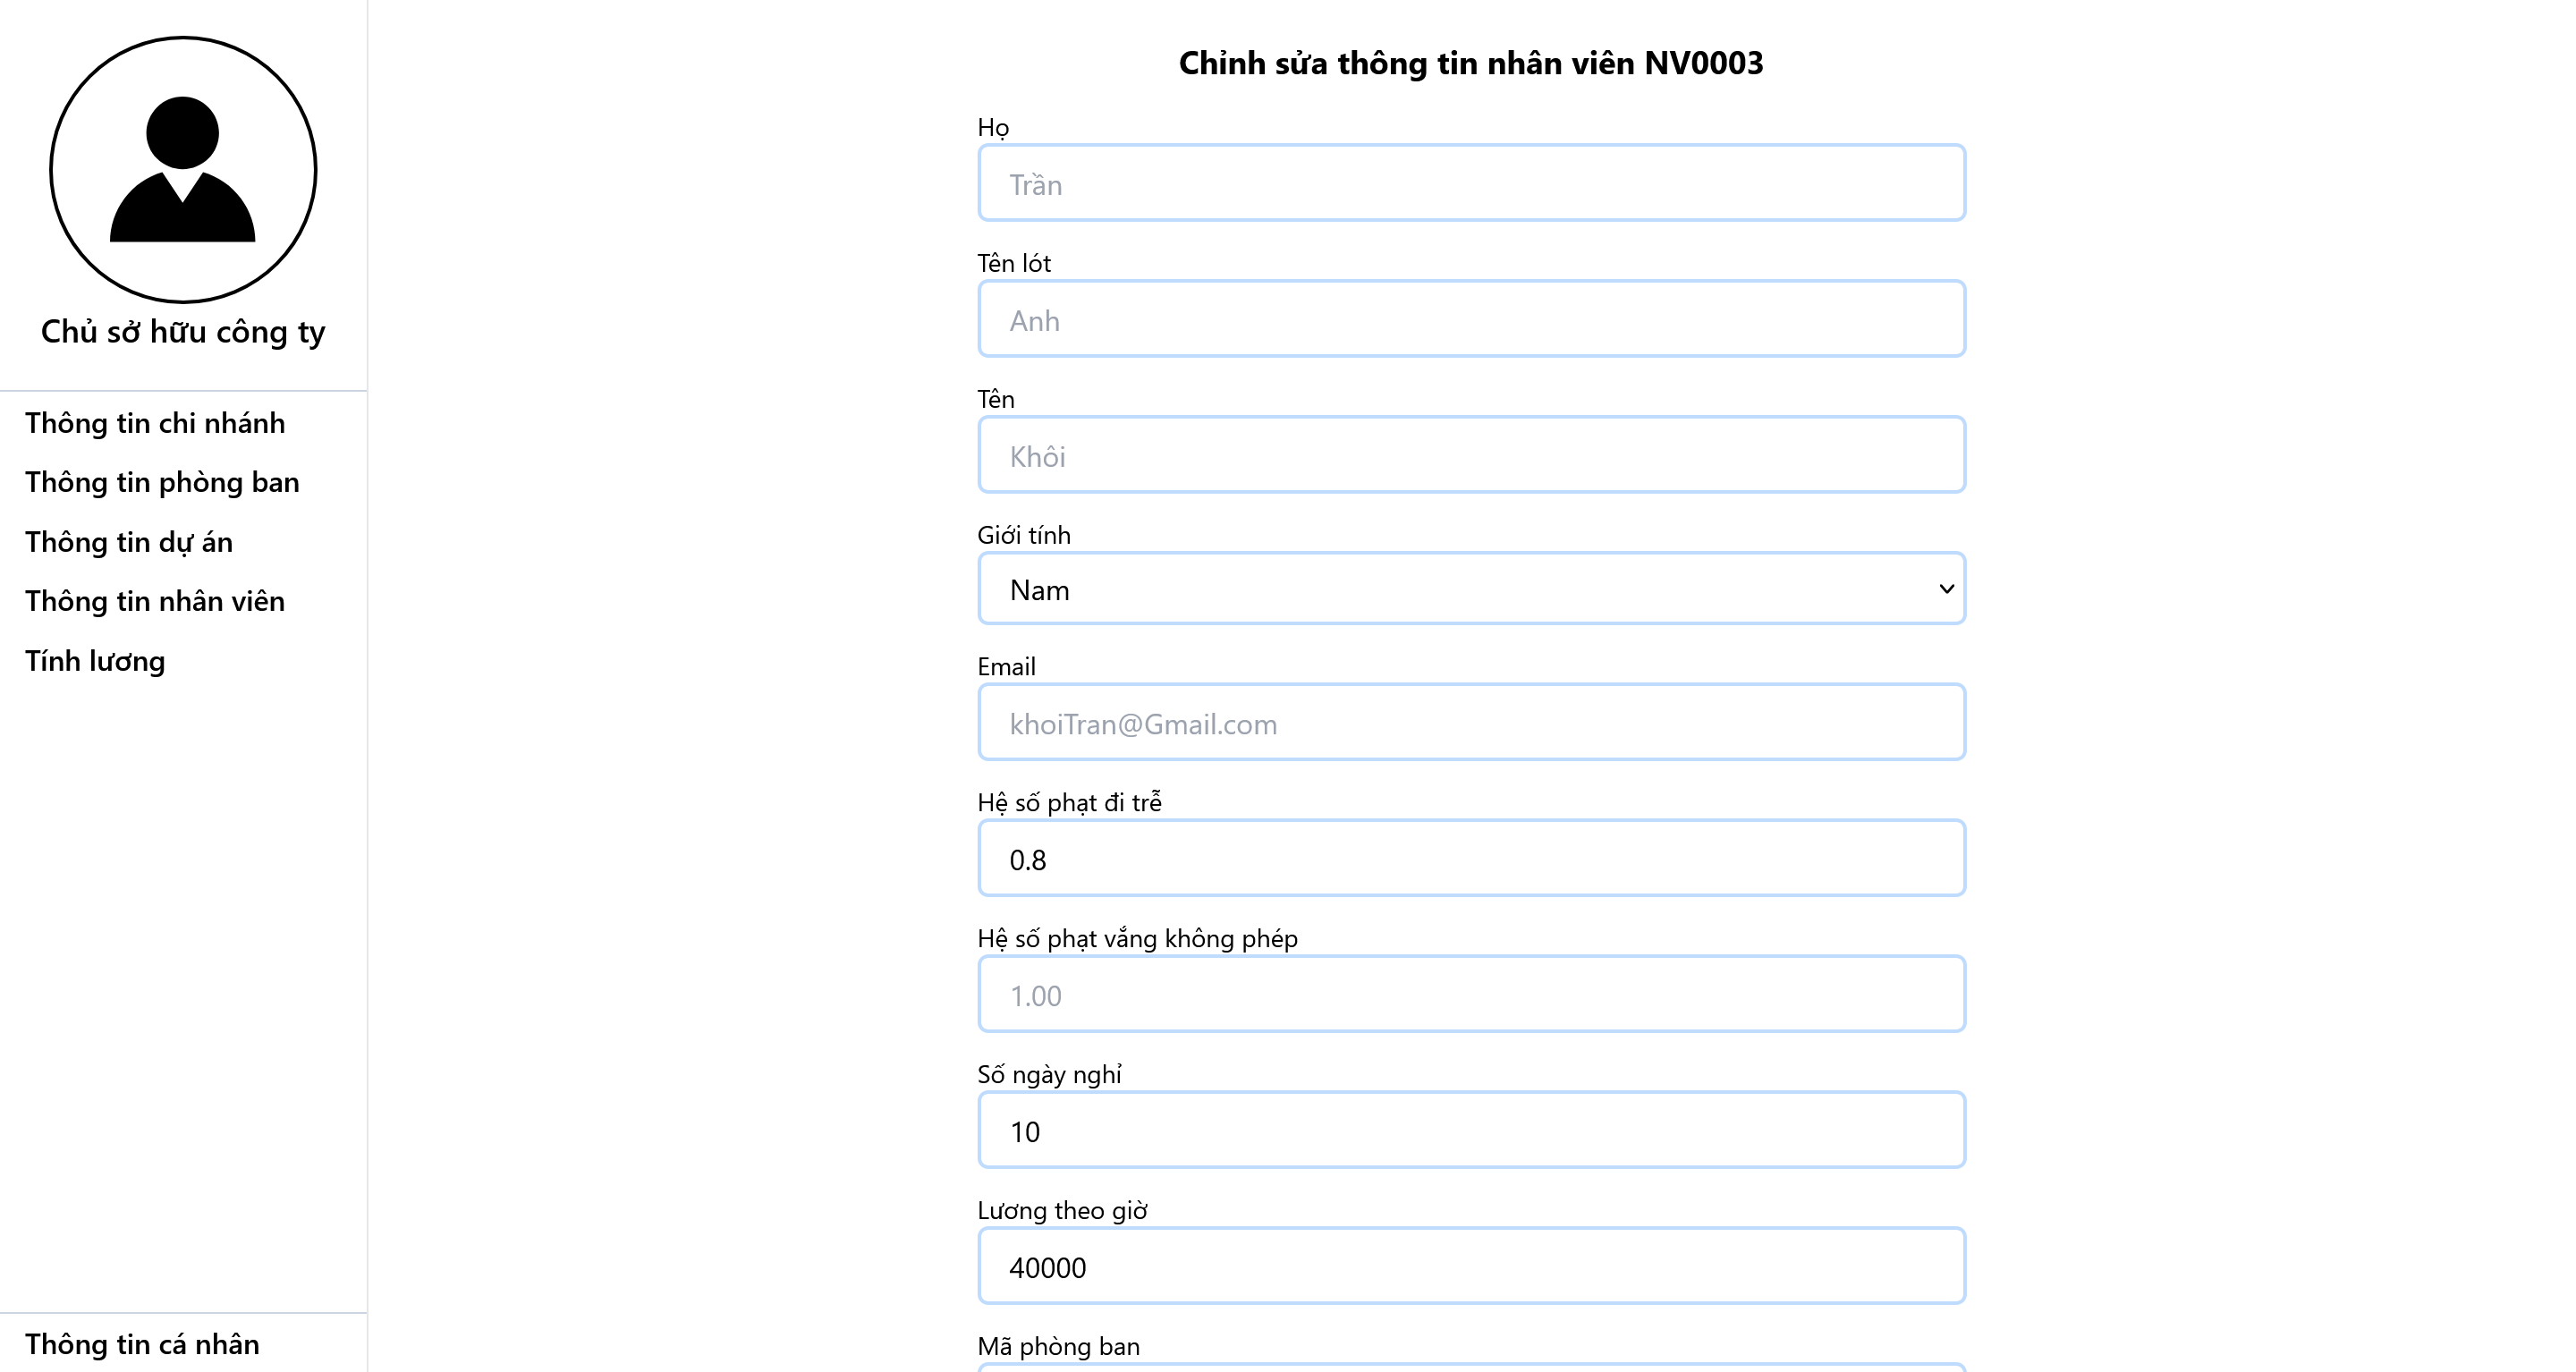 Chủ sở hữu công ty
Thông tin chi nhánh
Thông tin phòng ban
Thông tin dự án
Thông tin nhân viên
Tính lương
Thông tin cá nhân
Chỉnh sửa thông tin nhân viên NV0003
Họ
Trần
Tên lót
Anh
Tên
Khôi
Giới tính
Nam
Email
khoiTran@Gmail.com
Hệ số phạt đi trễ
0.8
Hệ số phạt vắng không phép
1.00
Số ngày nghỉ
10
Lương theo giờ
40000
Mã phòng ban